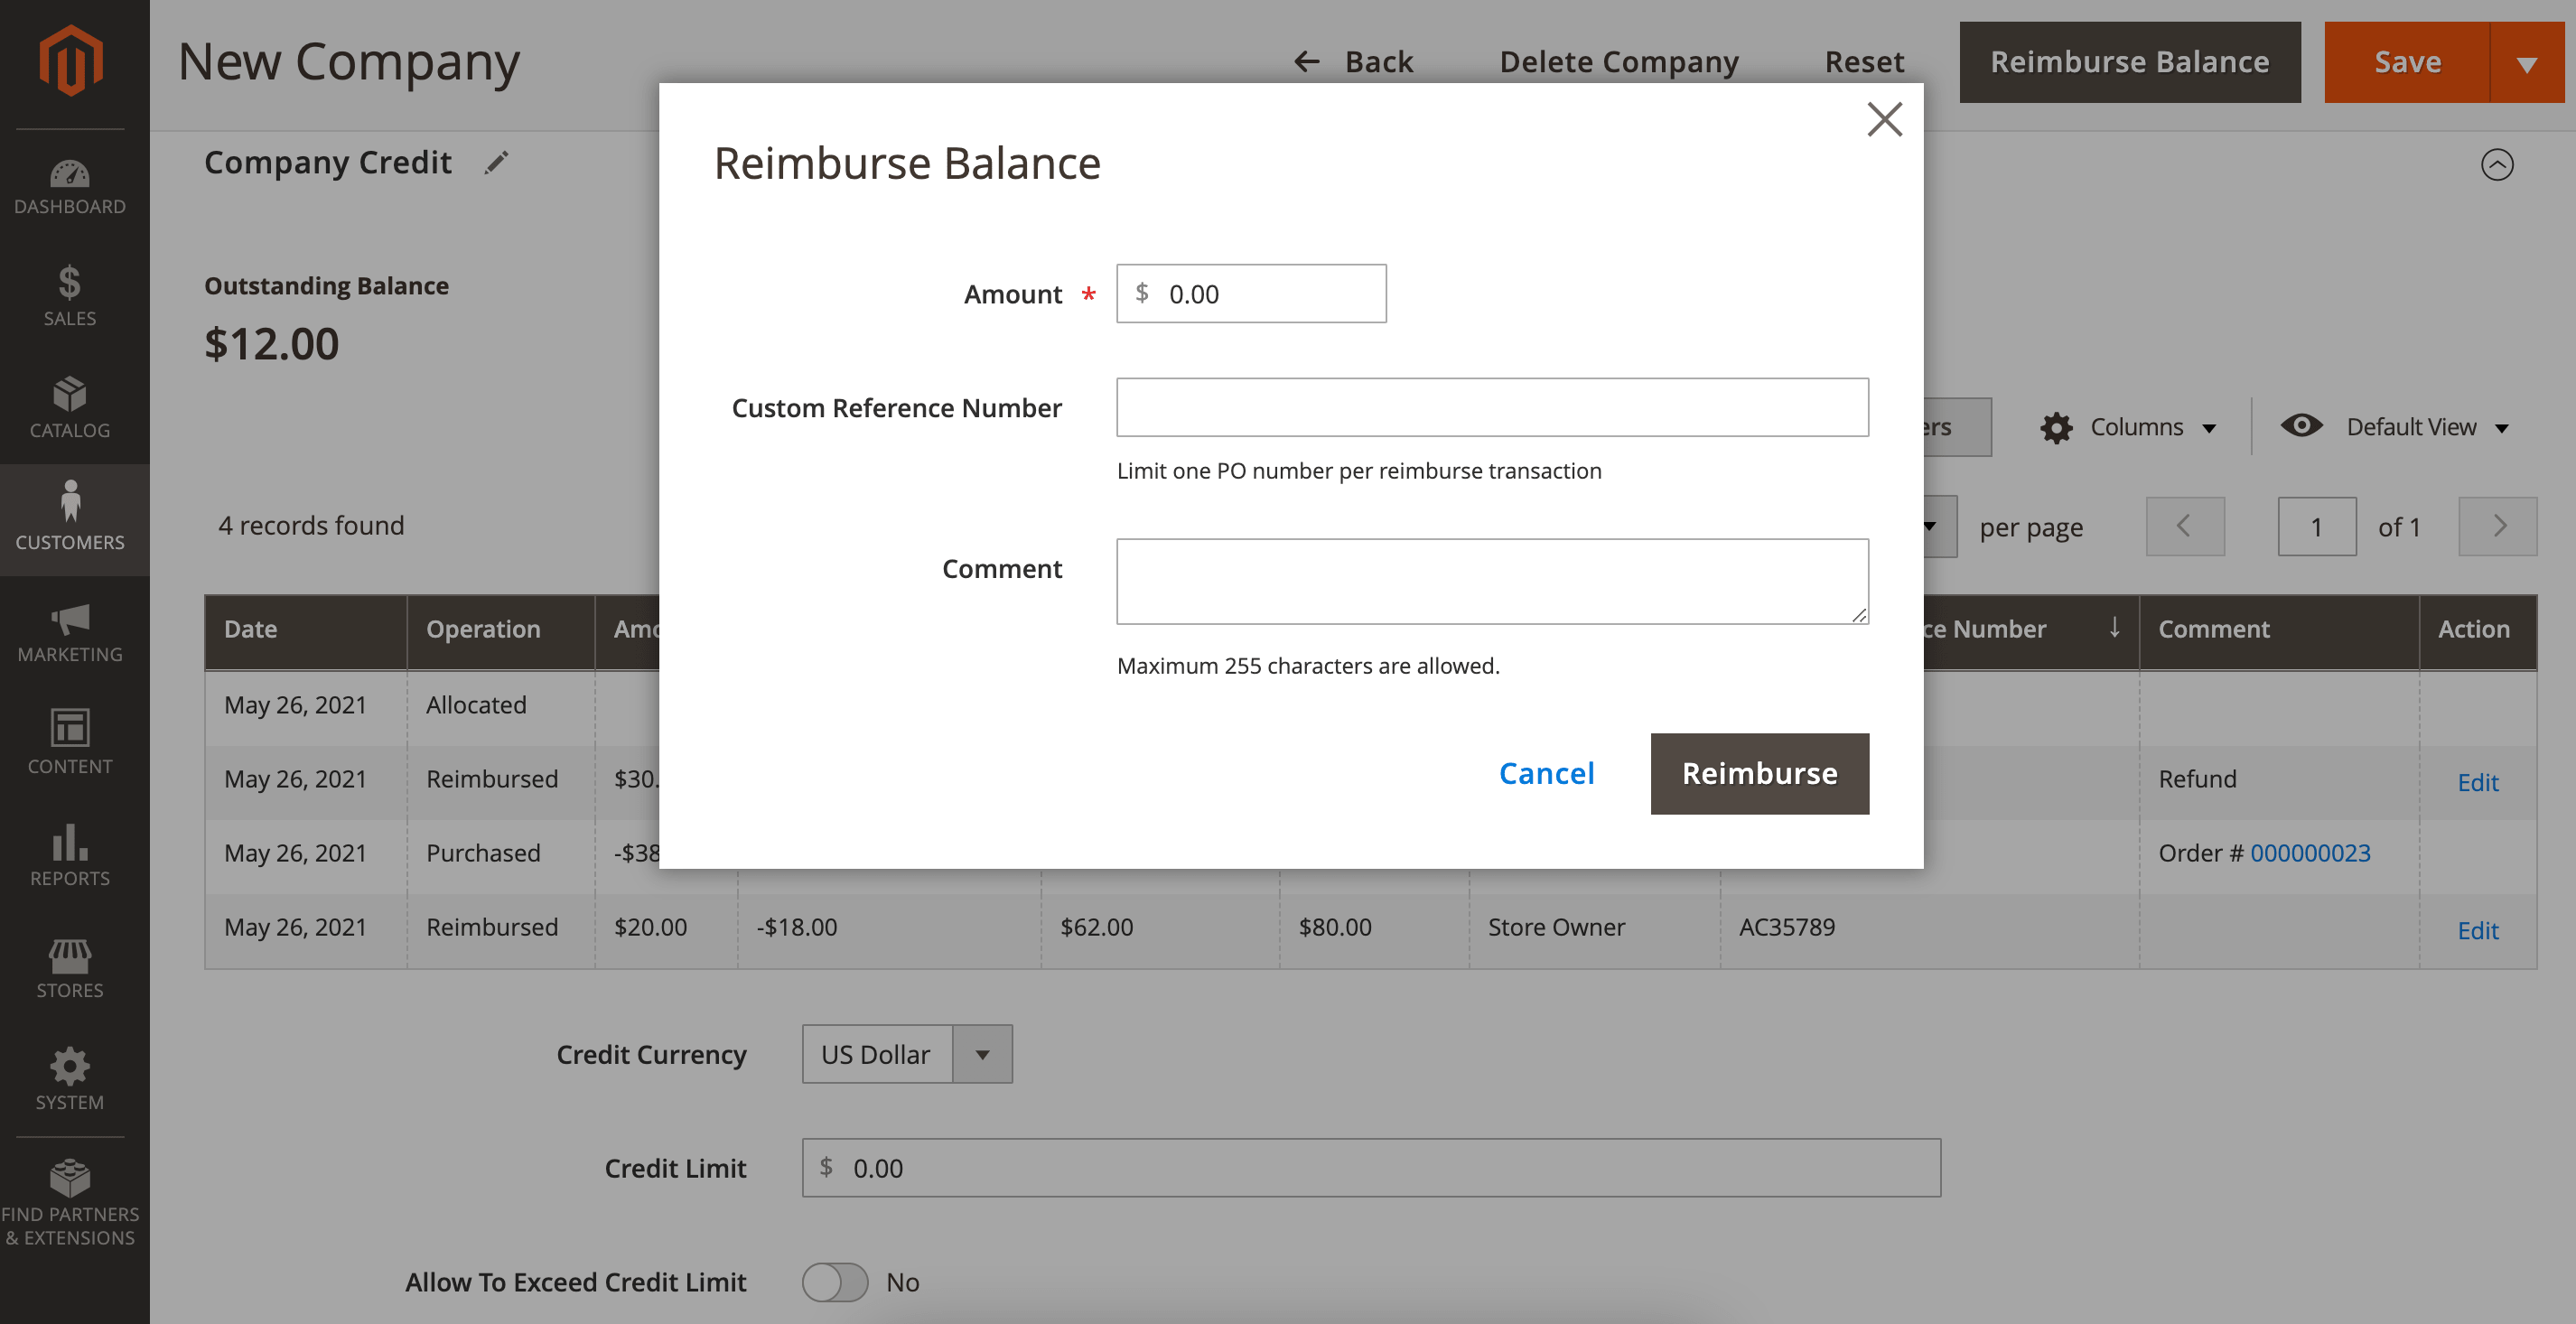 New Company
Back
Delete Company
Reset
Reimburse Balance
Save
DASHBOARD
SALES
CATALOG
CUSTOMERS
MARKETING
CONTENT
REPORTS
STORES
SYSTEM
FIND PARTNERS
& EXTENSIONS
Company Credit
Outstanding Balance
$12.00
Columns
Default View
4 records found
per page
1
of 1
Date Operation Number Comment Action
May 26, 2021 Allocated
May 26, 2021 Reimbursed $30. Refund Edit
May 26, 2021 Purchased -$38 Order # 000000023
May 26, 2021 Reimbursed $20.00 -$18.00 $62.00 $80.00 Store Owner AC35789 Edit
Credit Currency US Dollar
Credit Limit $ 0.00
Allow To Exceed Credit Limit No
Reimburse Balance
Amount * $ 0.00
Custom Reference Number
Limit one PO number per reimburse transaction
Comment
Maximum 255 characters are allowed.
Cancel
Reimburse